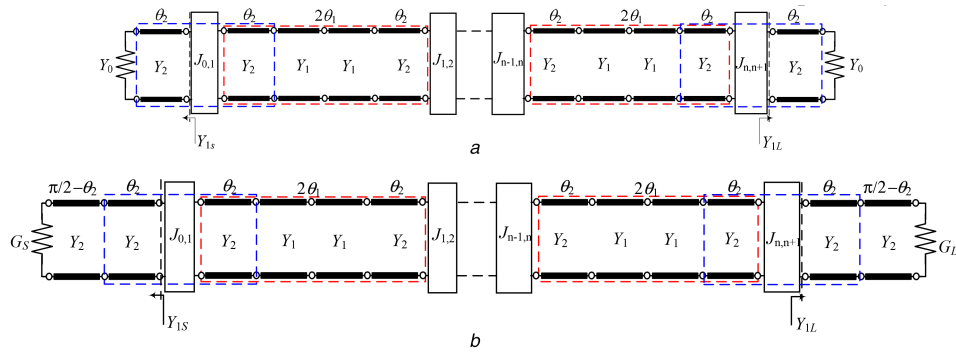 θ₂ θ₂ 2θ₁ θ₂ θ₂ 2θ₁ θ₂ θ₂
Y₀ Y₂ J₀,₁ Y₂ Y₁ Y₁ Y₂ J₁,₂ Jₙ₋₁,ₙ Y₂ Y₁ Y₁ Y₂ Jₙ,ₙ₊₁ Y₂ Y₀
Y₁ₛ Y₁L
a
π/2−θ₂ θ₂ θ₂ 2θ₁ θ₂ θ₂ 2θ₁ θ₂ θ₂ π/2−θ₂
G_S Y₂ Y₂ J₀,₁ Y₂ Y₁ Y₁ Y₂ J₁,₂ Jₙ₋₁,ₙ Y₂ Y₁ Y₁ Y₂ Jₙ,ₙ₊₁ Y₂ Y₂ G_L
Y₁S Y₁L
b